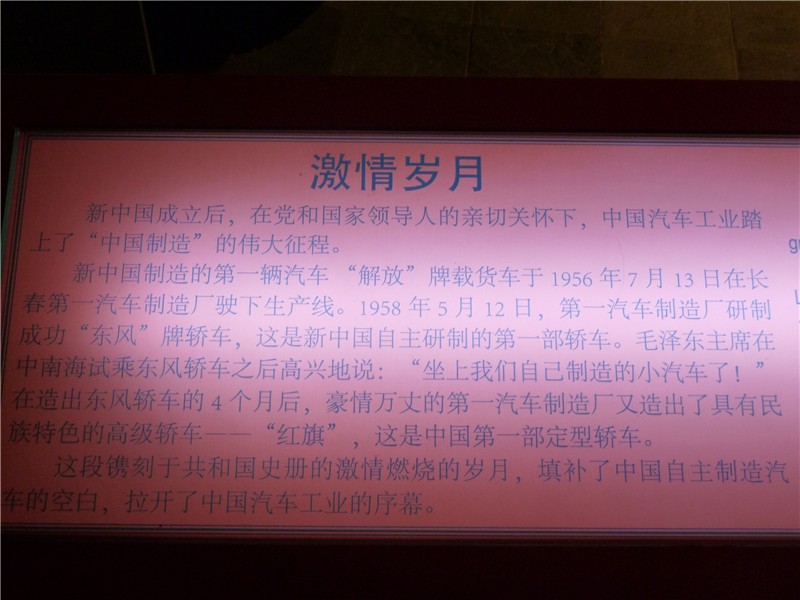 激情岁月
新中国成立后，在党和国家领导人的亲切关怀下，中国汽车工业踏
上了“中国制造”的伟大征程。
新中国制造的第一辆汽车 “解放”牌载货车于 1956 年 7 月 13 日在长
春第一汽车制造厂驶下生产线。1958 年 5 月 12 日，第一汽车制造厂研制
成功“东风”牌轿车，这是新中国自主研制的第一部轿车。毛泽东主席在
中南海试乘东风轿车之后高兴地说：“坐上我们自己制造的小汽车了！”
在造出东风轿车的 4 个月后，豪情万丈的第一汽车制造厂又造出了具有民
族特色的高级轿车——“红旗”，这是中国第一部定型轿车。
这段镌刻于共和国史册的激情燃烧的岁月，填补了中国自主制造汽
车的空白，拉开了中国汽车工业的序幕。